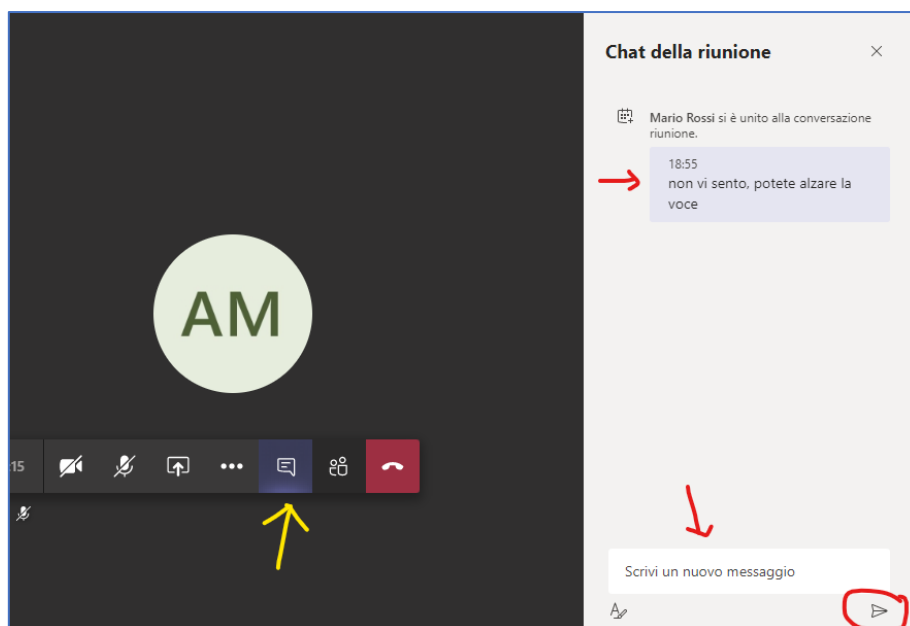 Chat della riunione
Mario Rossi si è unito alla conversazione
riunione.
18:55
non vi sento, potete alzare la
voce
AM
:15
Scrivi un nuovo messaggio